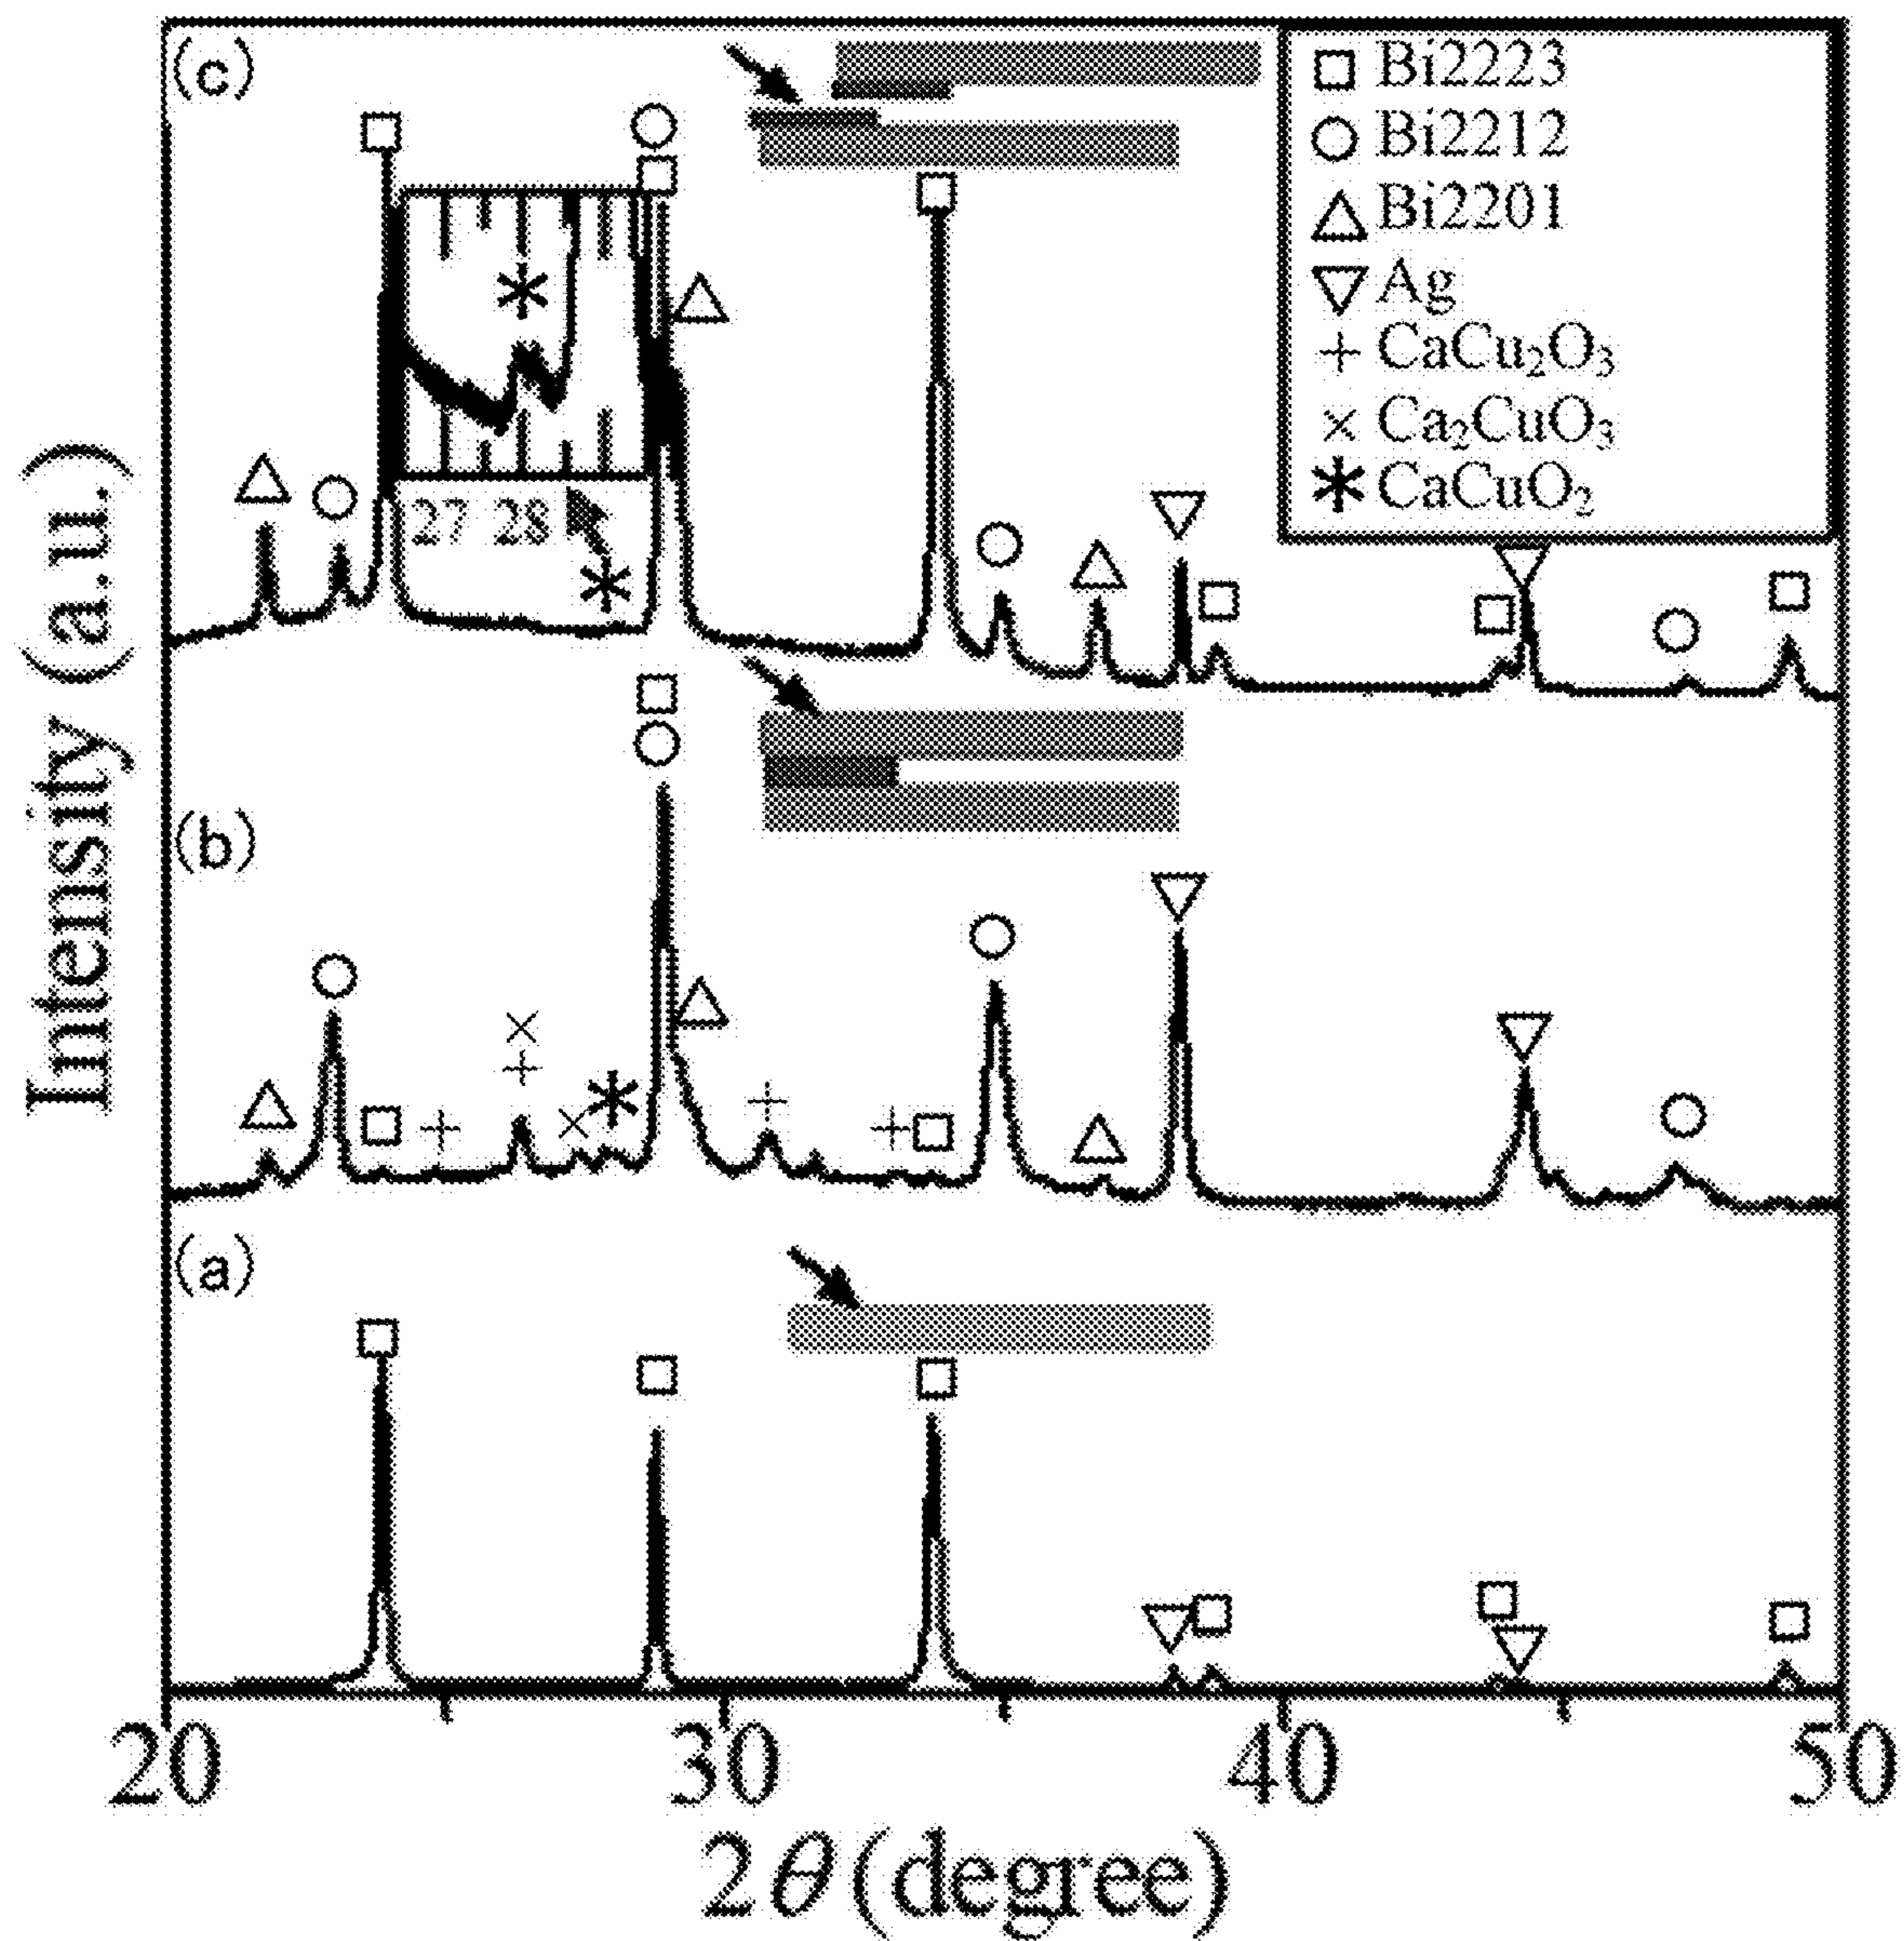 Intensity (a.u.)
(c)
27 28
Bi2223
Bi2212
Bi2201
Ag
CaCu₂O₃
Ca₂CuO₃
CaCuO₂
(b)
(a)
20 30 40 50
2θ (degree)